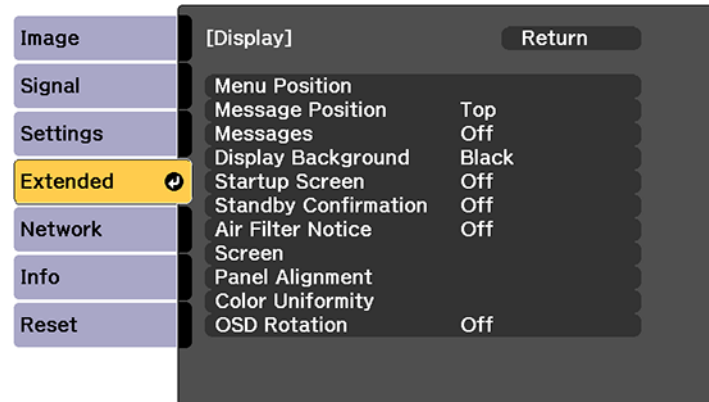 Image
Signal
Settings
Extended
Network
Info
Reset
[Display] Return
Menu Position
Message Position Top
Messages Off
Display Background Black
Startup Screen Off
Standby Confirmation Off
Air Filter Notice Off
Screen
Panel Alignment
Color Uniformity
OSD Rotation Off